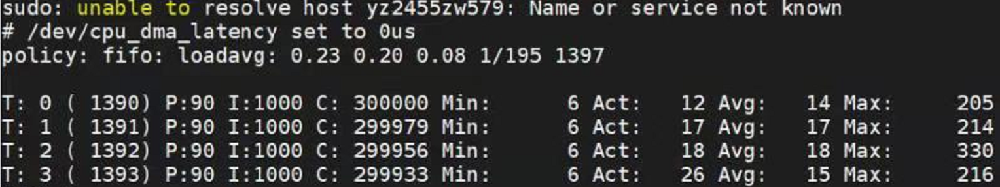 sudo: unable to resolve host yz2455zw579: Name or service not known
# /dev/cpu_dma_latency set to 0us
policy: fifo: loadavg: 0.23 0.20 0.08 1/195 1397
T: 0 ( 1390) P:90 I:1000 C: 300000 Min:      6 Act:   12 Avg:   14 Max:     205
T: 1 ( 1391) P:90 I:1000 C: 299979 Min:      6 Act:   17 Avg:   17 Max:     214
T: 2 ( 1392) P:90 I:1000 C: 299956 Min:      6 Act:   18 Avg:   18 Max:     330
T: 3 ( 1393) P:90 I:1000 C: 299933 Min:      6 Act:   26 Avg:   15 Max:     216